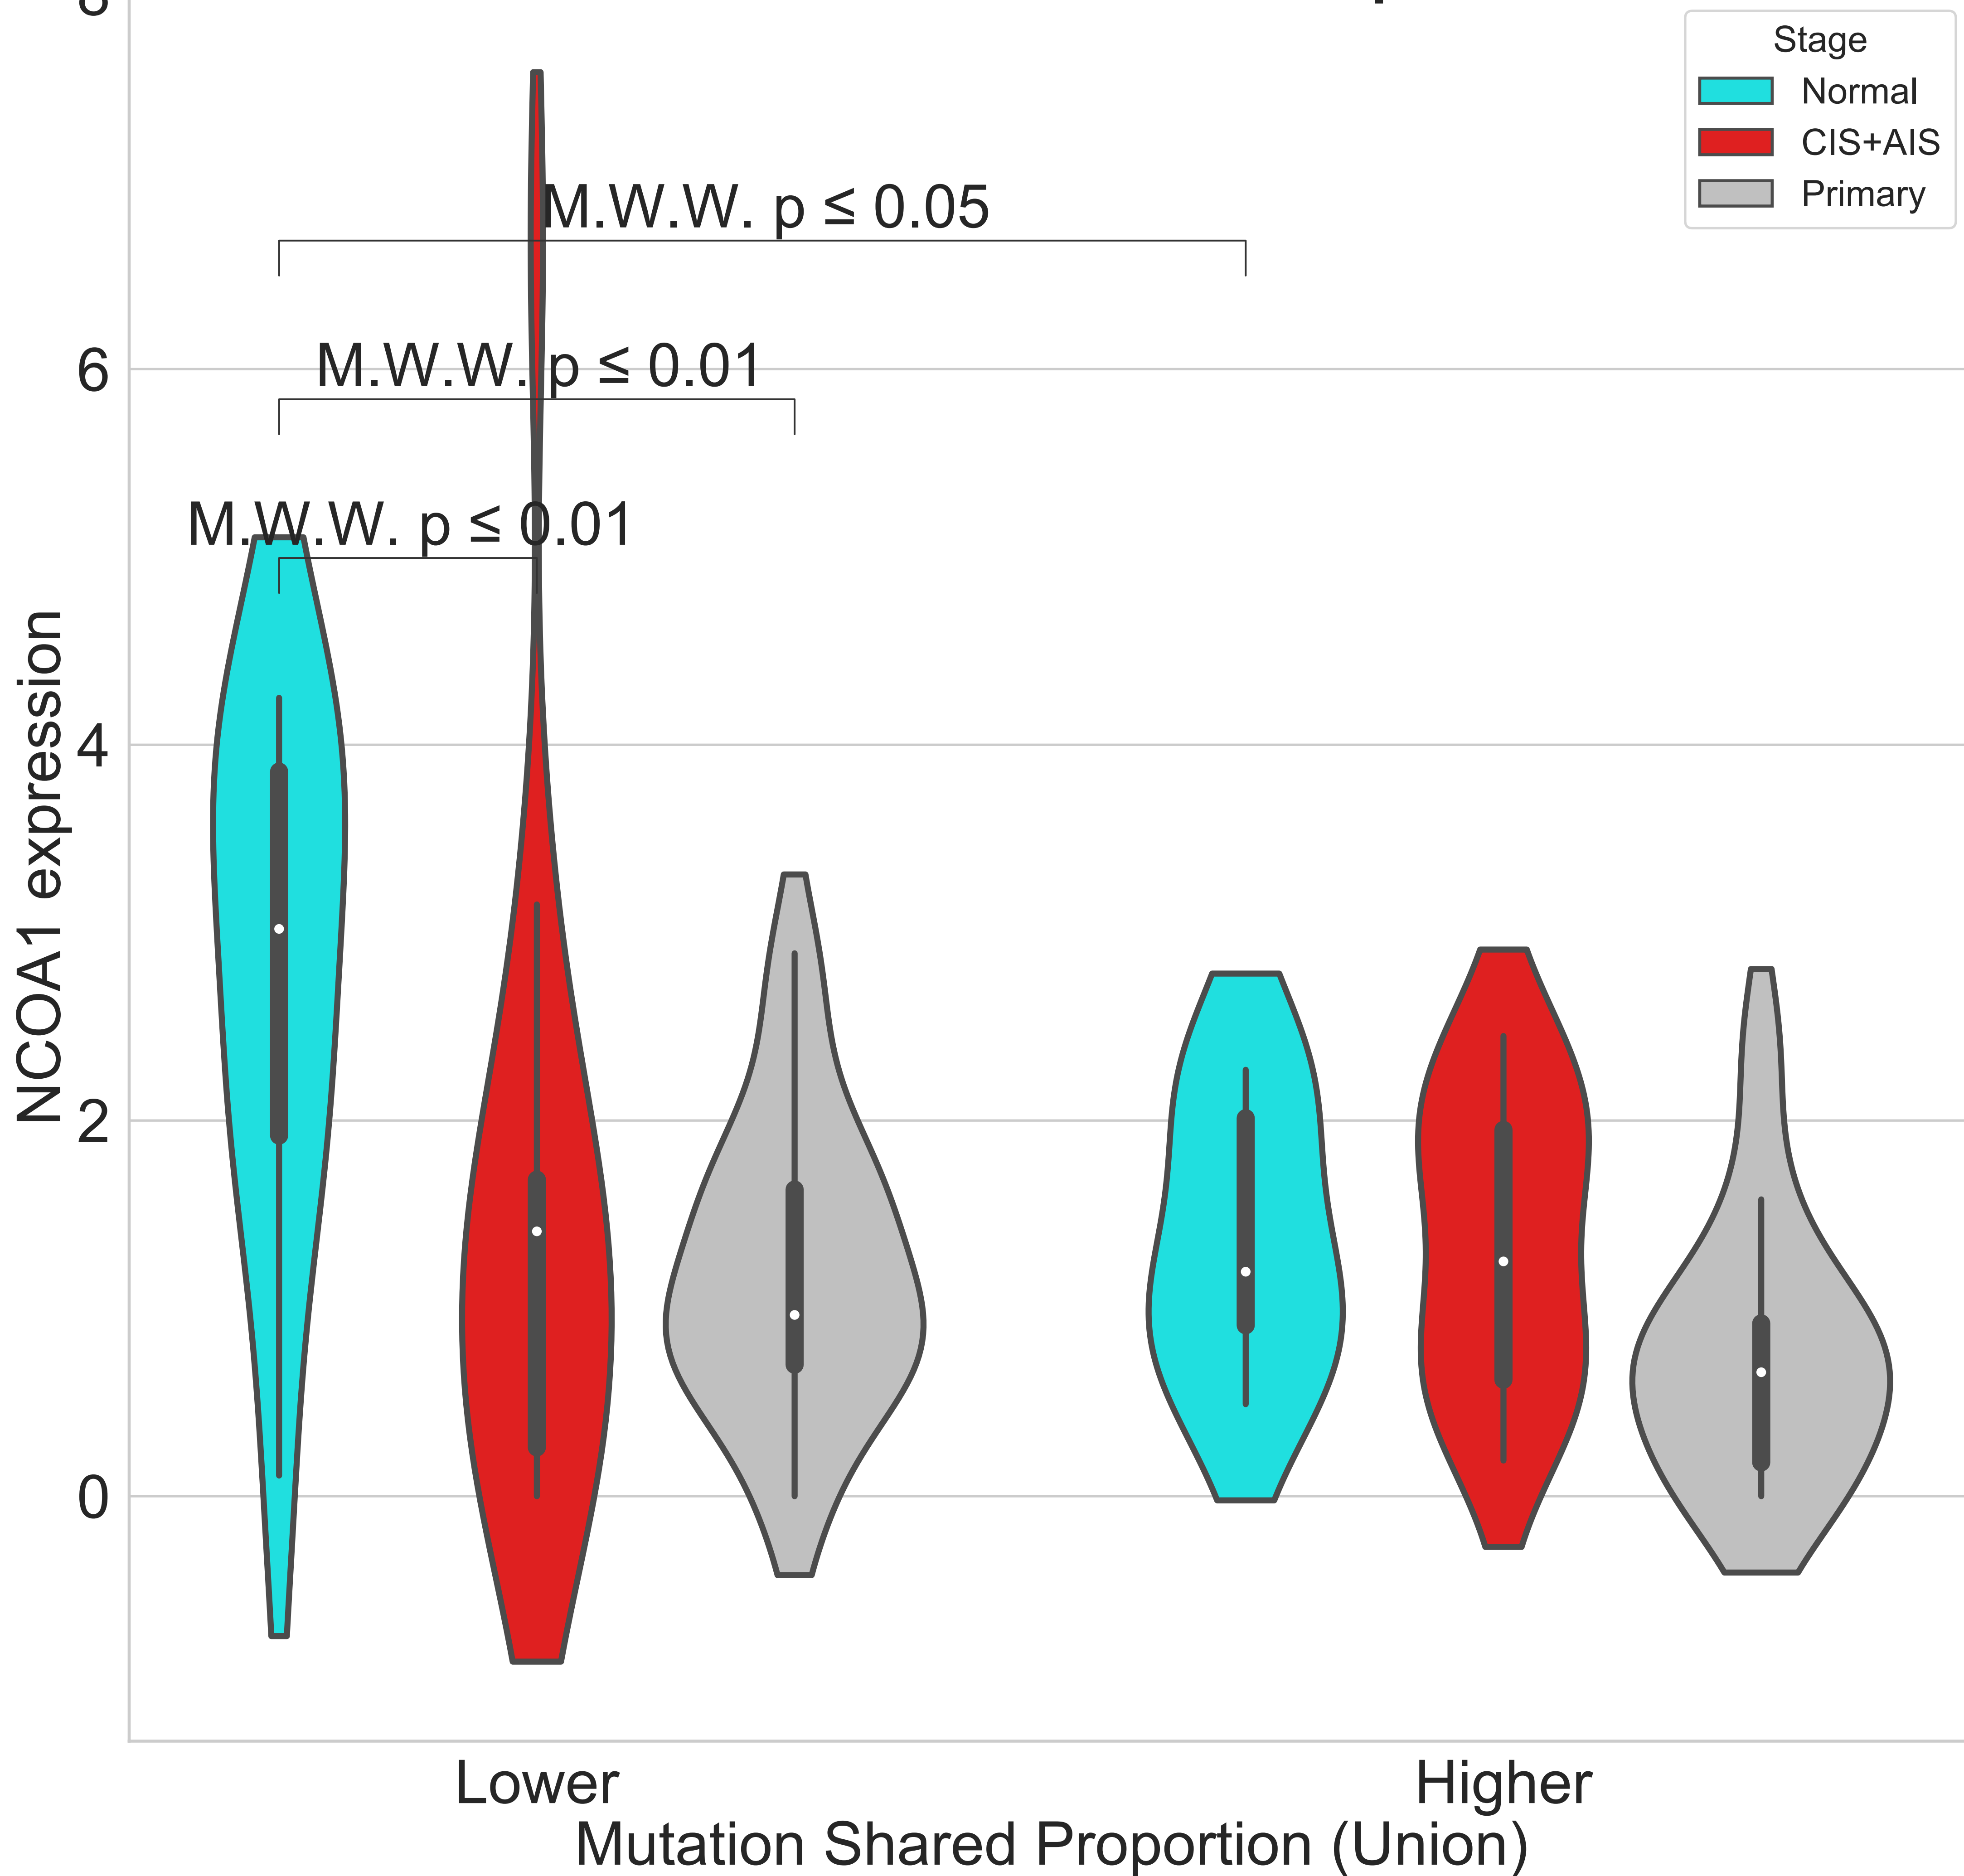 8
Stage
Normal
CIS+AIS
Primary
M.W.W. p ≤ 0.05
6
M.W.W. p ≤ 0.01
M.W.W. p ≤ 0.01
4
NCOA1 expression
2
0
Lower
Higher
Mutation Shared Proportion (Union)